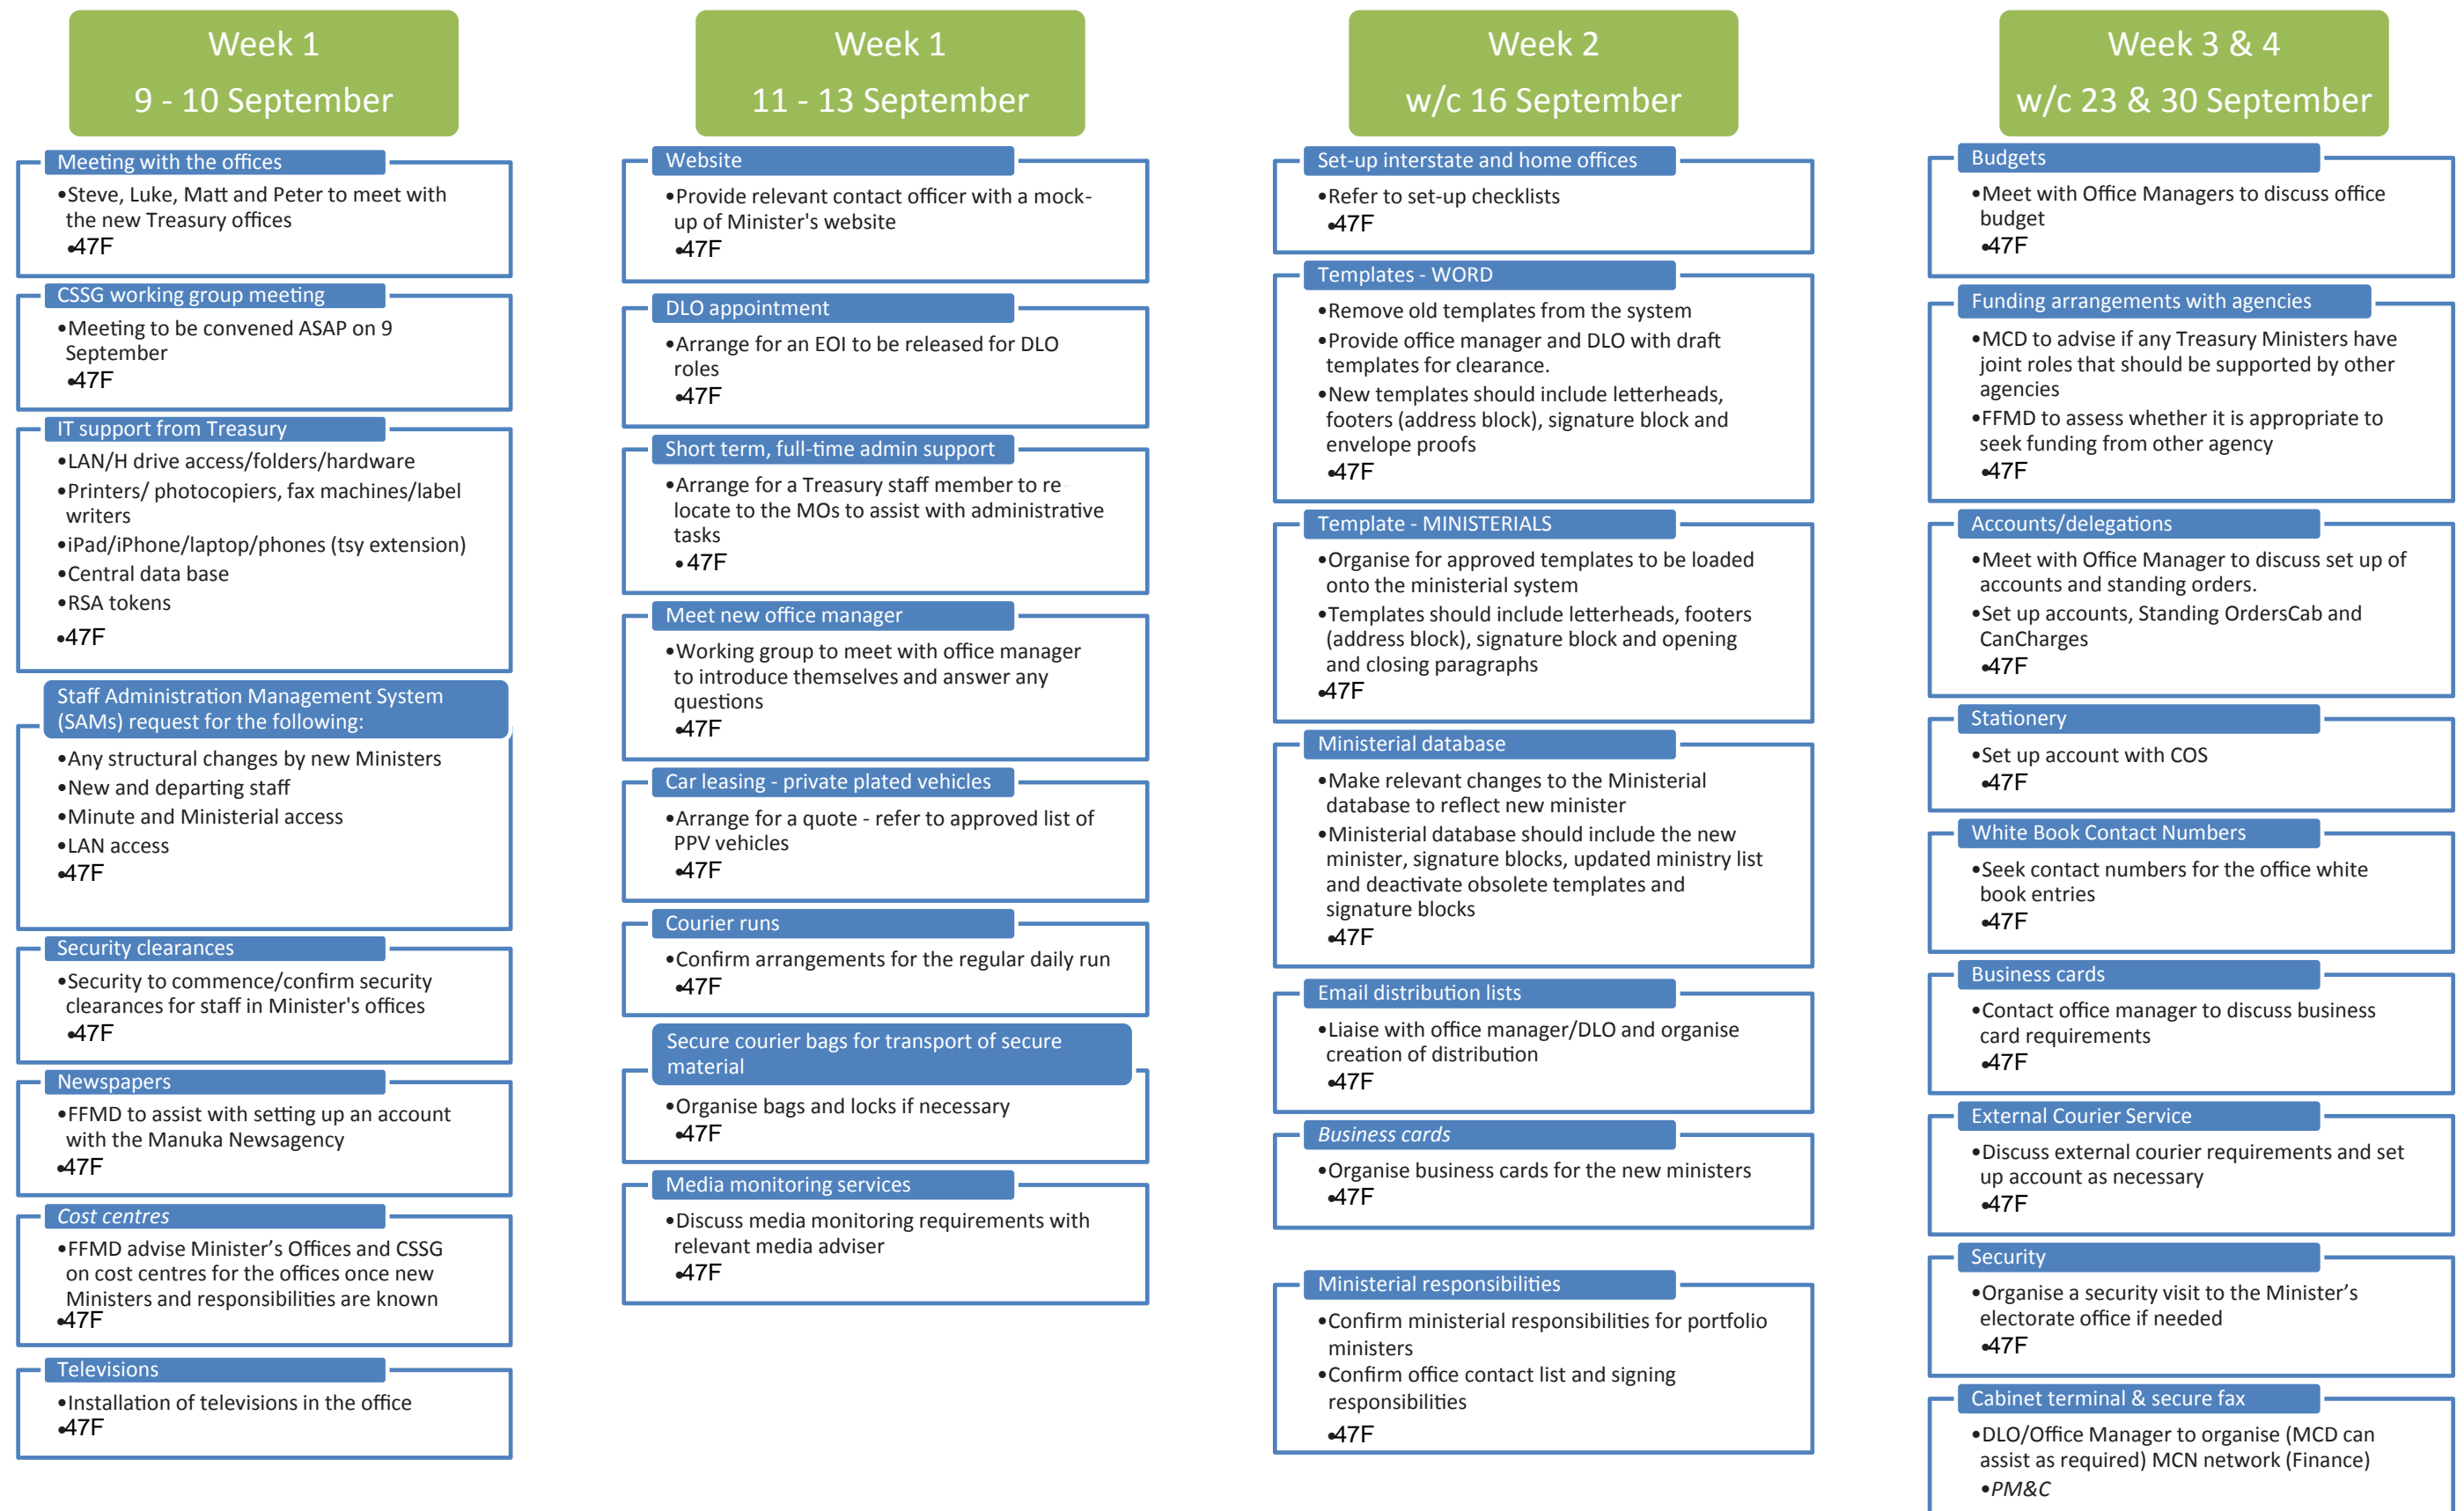 Week 1
9 - 10 September
Meeting with the offices
•Steve, Luke, Matt and Peter to meet with
the new Treasury offices
•47F
CSSG working group meeting
•Meeting to be convened ASAP on 9
September
•47F
IT support from Treasury
•LAN/H drive access/folders/hardware
•Printers/ photocopiers, fax machines/label
writers
•iPad/iPhone/laptop/phones (tsy extension)
•Central data base
•RSA tokens
•47F
Staff Administration Management System
(SAMs) request for the following:
•Any structural changes by new Ministers
•New and departing staff
•Minute and Ministerial access
•LAN access
•47F
Security clearances
•Security to commence/confirm security
clearances for staff in Minister's offices
•47F
Newspapers
•FFMD to assist with setting up an account
with the Manuka Newsagency
•47F
Cost centres
•FFMD advise Minister’s Offices and CSSG
on cost centres for the offices once new
Ministers and responsibilities are known
•47F
Televisions
•Installation of televisions in the office
•47F
Week 1
11 - 13 September
Website
•Provide relevant contact officer with a mock-
up of Minister's website
•47F
DLO appointment
•Arrange for an EOI to be released for DLO
roles
•47F
Short term, full-time admin support
•Arrange for a Treasury staff member to re-
locate to the MOs to assist with administrative
tasks
•47F
Meet new office manager
•Working group to meet with office manager
to introduce themselves and answer any
questions
•47F
Car leasing - private plated vehicles
•Arrange for a quote - refer to approved list of
PPV vehicles
•47F
Courier runs
•Confirm arrangements for the regular daily run
•47F
Secure courier bags for transport of secure
material
•Organise bags and locks if necessary
•47F
Media monitoring services
•Discuss media monitoring requirements with
relevant media adviser
•47F
Week 2
w/c 16 September
Set-up interstate and home offices
•Refer to set-up checklists
•47F
Templates - WORD
•Remove old templates from the system
•Provide office manager and DLO with draft
templates for clearance.
•New templates should include letterheads,
footers (address block), signature block and
envelope proofs
•47F
Template - MINISTERIALS
•Organise for approved templates to be loaded
onto the ministerial system
•Templates should include letterheads, footers
(address block), signature block and opening
and closing paragraphs
•47F
Ministerial database
•Make relevant changes to the Ministerial
database to reflect new minister
•Ministerial database should include the new
minister, signature blocks, updated ministry list
and deactivate obsolete templates and
signature blocks
•47F
Email distribution lists
•Liaise with office manager/DLO and organise
creation of distribution
•47F
Business cards
•Organise business cards for the new ministers
•47F
Ministerial responsibilities
•Confirm ministerial responsibilities for portfolio
ministers
•Confirm office contact list and signing
responsibilities
•47F
Week 3 & 4
w/c 23 & 30 September
Budgets
•Meet with Office Managers to discuss office
budget
•47F
Funding arrangements with agencies
•MCD to advise if any Treasury Ministers have
joint roles that should be supported by other
agencies
•FFMD to assess whether it is appropriate to
seek funding from other agency
•47F
Accounts/delegations
•Meet with Office Manager to discuss set up of
accounts and standing orders.
•Set up accounts, Standing OrdersCab and
CanCharges
•47F
Stationery
•Set up account with COS
•47F
White Book Contact Numbers
•Seek contact numbers for the office white
book entries
•47F
Business cards
•Contact office manager to discuss business
card requirements
•47F
External Courier Service
•Discuss external courier requirements and set
up account as necessary
•47F
Security
•Organise a security visit to the Minister’s
electorate office if needed
•47F
Cabinet terminal & secure fax
•DLO/Office Manager to organise (MCD can
assist as required) MCN network (Finance)
•PM&C